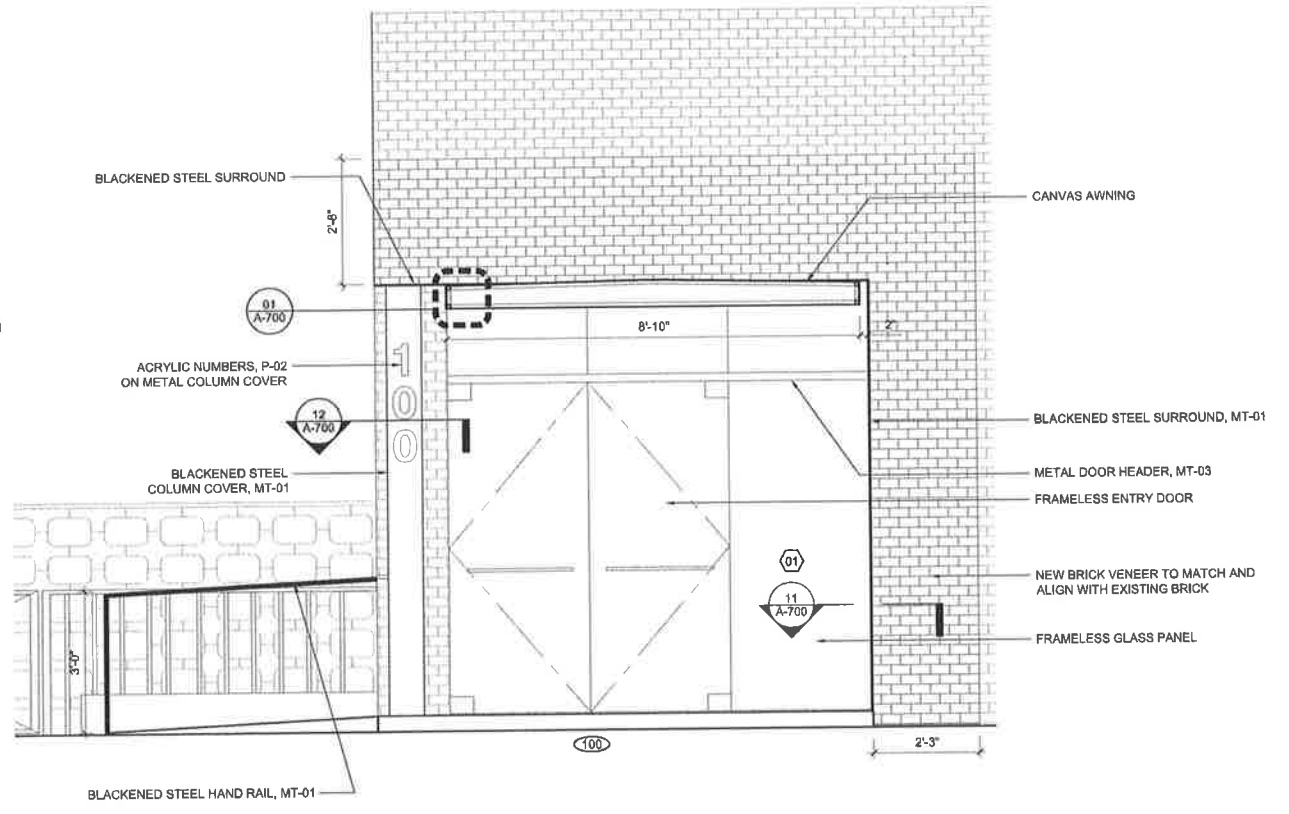 BLACKENED STEEL SURROUND
CANVAS AWNING
2'-6"
01
A-700
8'-10"
2"
ACRYLIC NUMBERS, P-02
ON METAL COLUMN COVER
1
0
0
12
A-700
BLACKENED STEEL SURROUND, MT-01
BLACKENED STEEL
COLUMN COVER, MT-01
METAL DOOR HEADER, MT-03
FRAMELESS ENTRY DOOR
01
NEW BRICK VENEER TO MATCH AND
ALIGN WITH EXISTING BRICK
11
A-700
FRAMELESS GLASS PANEL
3'-0"
100
2'-3"
BLACKENED STEEL HAND RAIL, MT-01